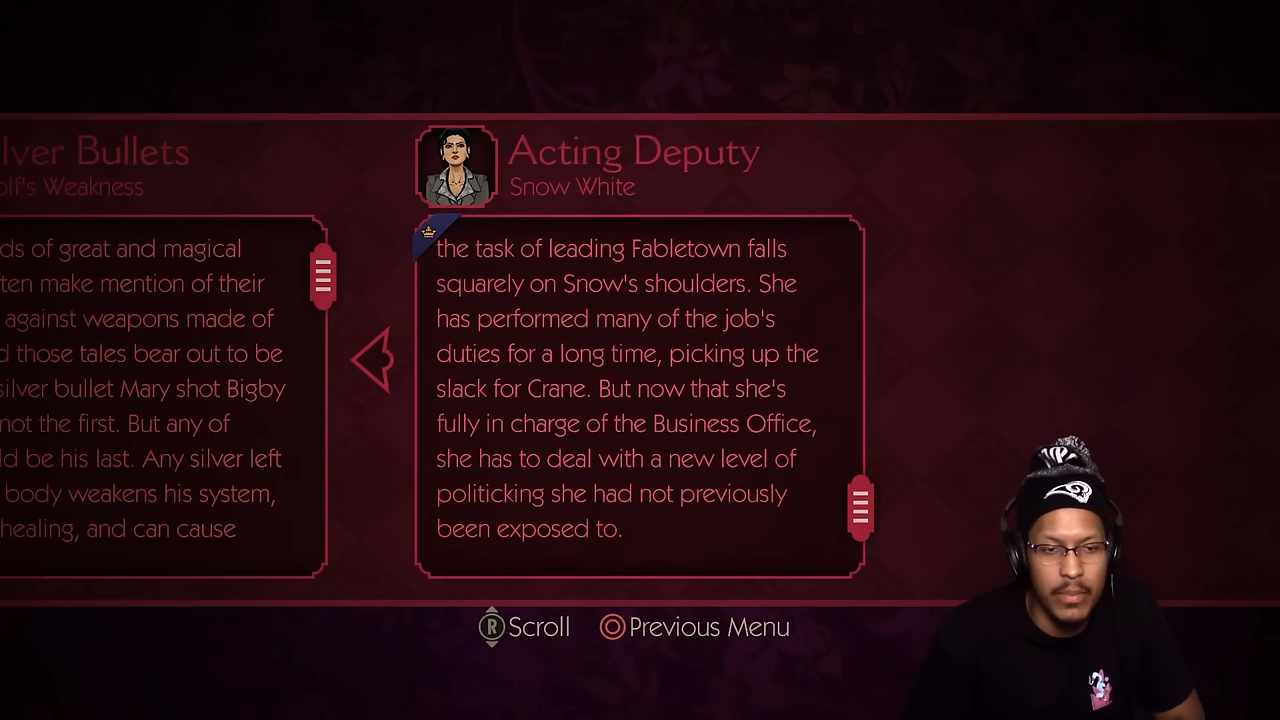 lver Bullets
olf's Weakness
ds of great and magical
ten make mention of their
against weapons made of
d those tales bear out to be
silver bullet Mary shot Bigby
not the first. But any of
ld be his last. Any silver left
body weakens his system,
healing, and can cause
Acting Deputy
Snow White
the task of leading Fabletown falls
squarely on Snow's shoulders. She
has performed many of the job's
duties for a long time, picking up the
slack for Crane. But now that she's
fully in charge of the Business Office,
she has to deal with a new level of
politicking she had not previously
been exposed to.
R Scroll
Previous Menu